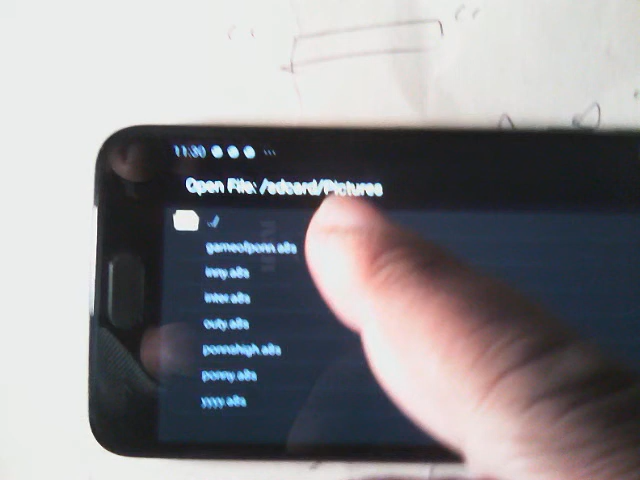 11:30
Open File: /sdcard/Pictures
../
gameofponn.a8s
inny.a8s
inter.a8s
outy.a8s
ponnshigh.a8s
ponny.a8s
yyyy.a8s